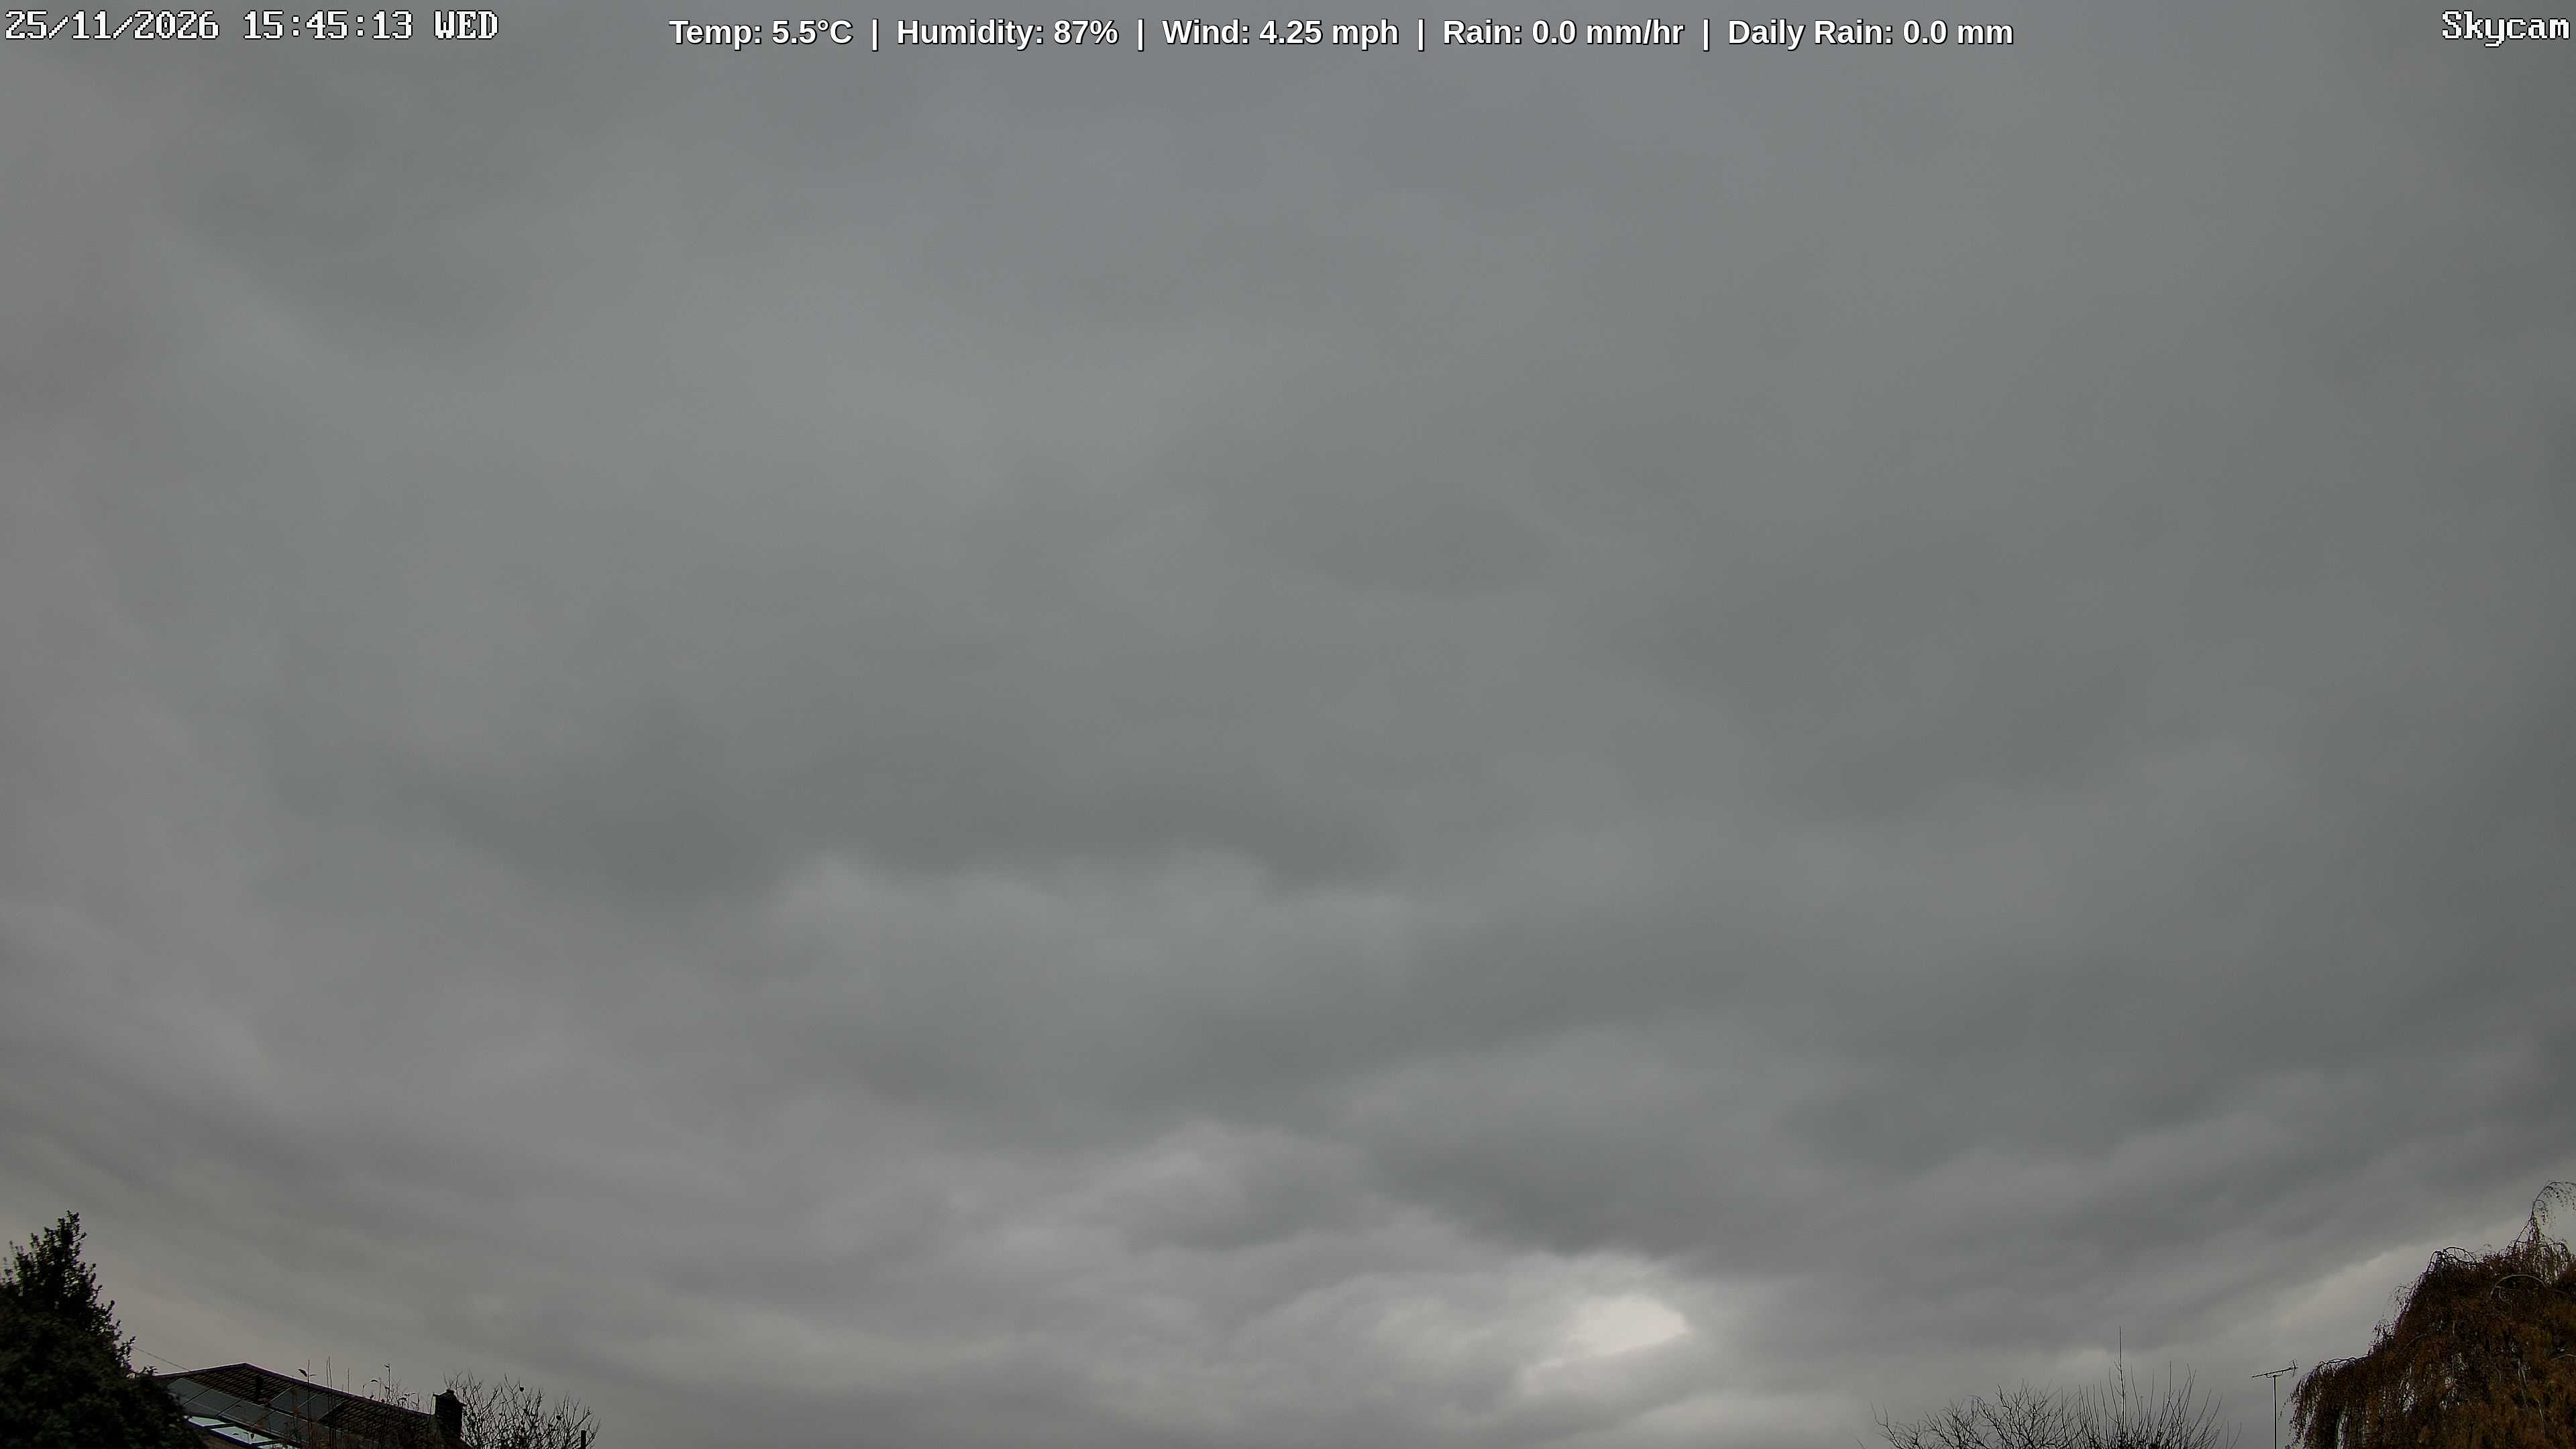 25/11/2026 15:45:13 WED
Temp: 5.5°C | Humidity: 87% | Wind: 4.25 mph | Rain: 0.0 mm/hr | Daily Rain: 0.0 mm
Skycam